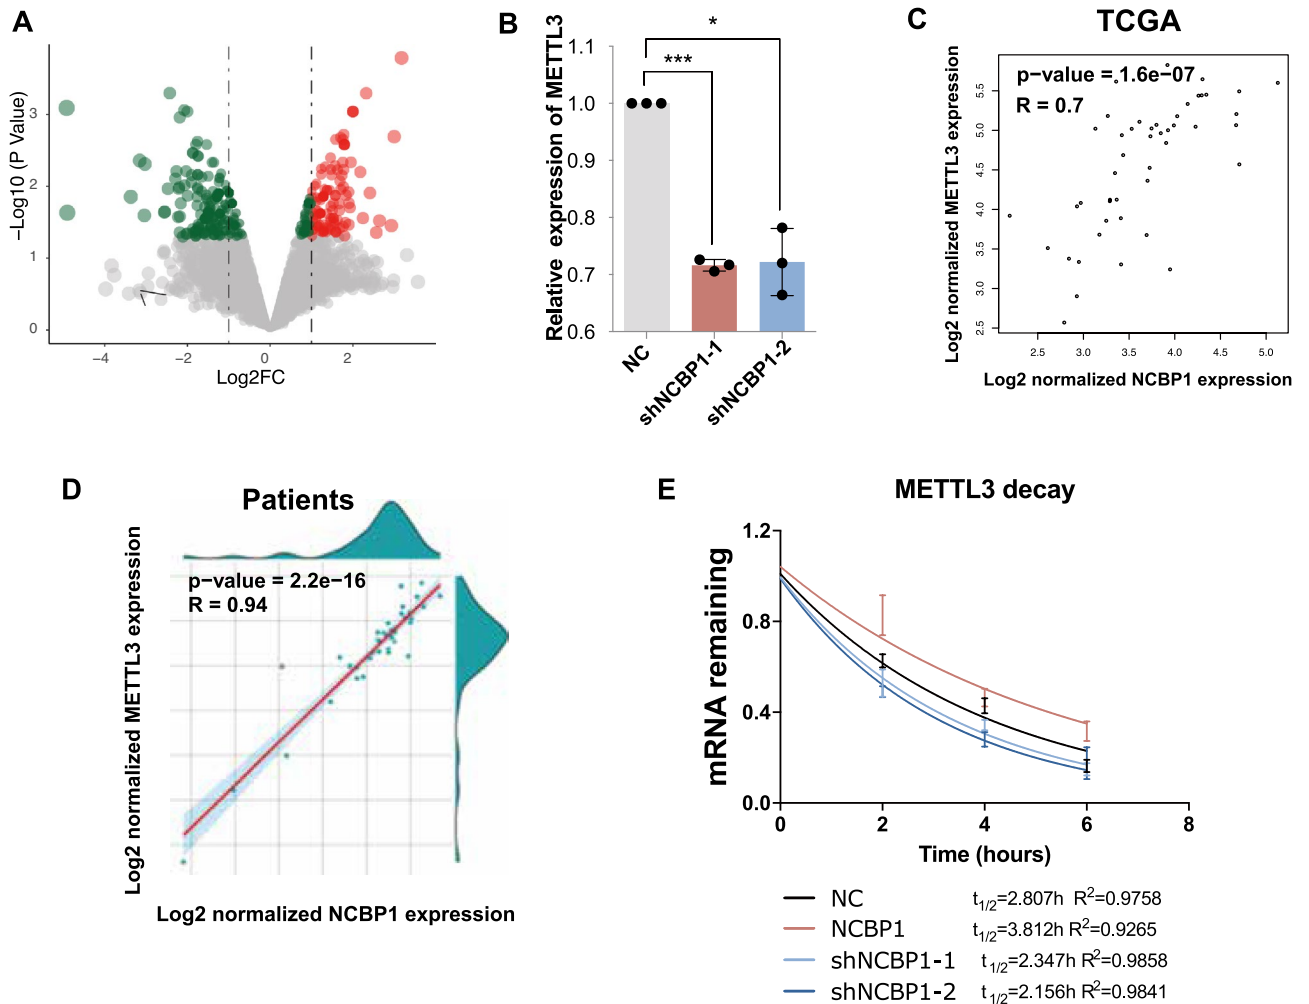 A
−Log10 (P Value)
3
2
1
0
−4
−2
0
2
Log2FC
B
Relative expression of METTL3
1.1
1.0
0.9
0.8
0.7
0.6
*
***
NC
shNCBP1-1
shNCBP1-2
C
TCGA
Log2 normalized METTL3 expression
p−value = 1.6e−07
R = 0.7
5.5
5.0
4.5
4.0
3.5
3.0
2.5
2.5
3.0
3.5
4.0
4.5
5.0
Log2 normalized NCBP1 expression
D
Patients
Log2 normalized METTL3 expression
p−value = 2.2e−16
R = 0.94
Log2 normalized NCBP1 expression
E
METTL3 decay
mRNA remaining
1.2
0.8
0.4
0.0
0
2
4
6
8
Time (hours)
NC t1/2=2.807h R2=0.9758
NCBP1 t1/2=3.812h R2=0.9265
shNCBP1-1 t1/2=2.347h R2=0.9858
shNCBP1-2 t1/2=2.156h R2=0.9841